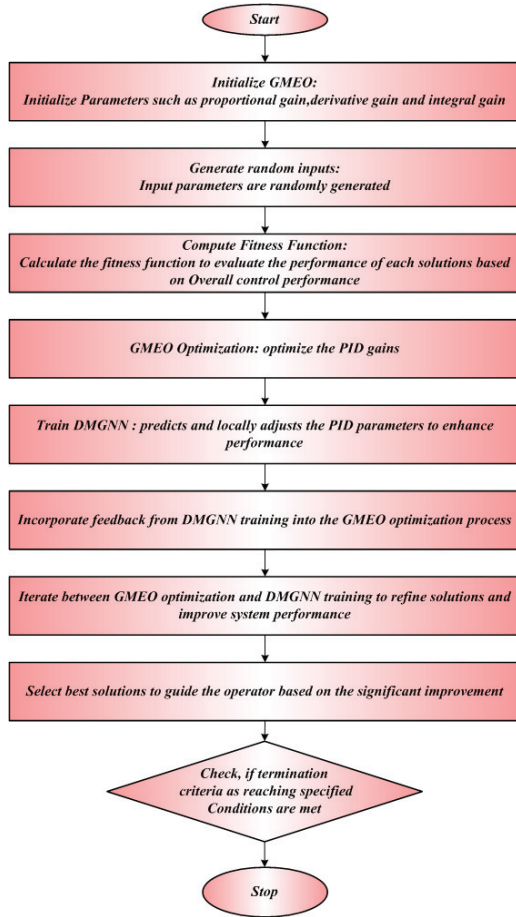 Start
Initialize GMEO:
Initialize Parameters such as proportional gain,derivative gain and integral gain
Generate random inputs:
Input parameters are randomly generated
Compute Fitness Function:
Calculate the fitness function to evaluate the performance of each solutions based
on Overall control performance
GMEO Optimization: optimize the PID gains
Train DMGNN : predicts and locally adjusts the PID parameters to enhance
performance
Incorporate feedback from DMGNN training into the GMEO optimization process
Iterate between GMEO optimization and DMGNN training to refine solutions and
improve system performance
Select best solutions to guide the operator based on the significant improvement
Check, if termination
criteria as reaching specified
Conditions are met
Stop